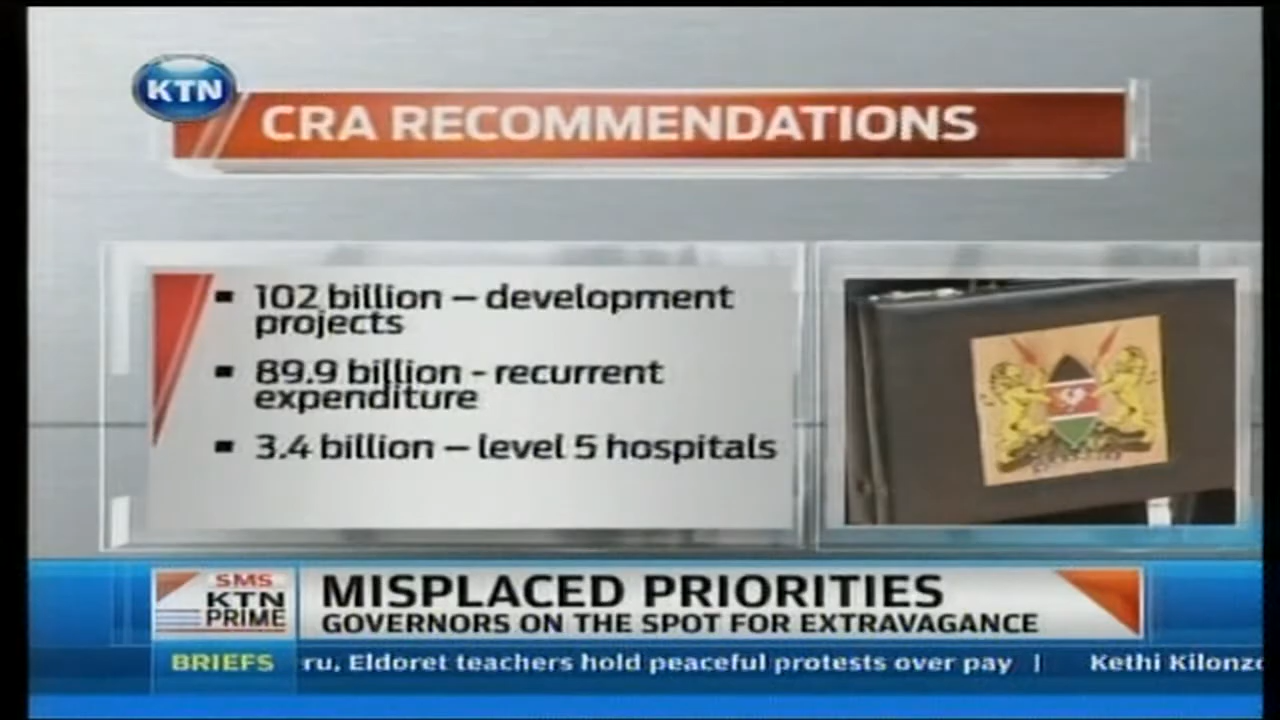 KTN
CRA RECOMMENDATIONS
▪ 102 billion – development
projects
▪ 89.9 billion - recurrent
expenditure
▪ 3.4 billion – level 5 hospitals
SMS
KTN
PRIME
MISPLACED PRIORITIES
GOVERNORS ON THE SPOT FOR EXTRAVAGANCE
BRIEFS
ru, Eldoret teachers hold peaceful protests over pay | Kethi Kilonzo